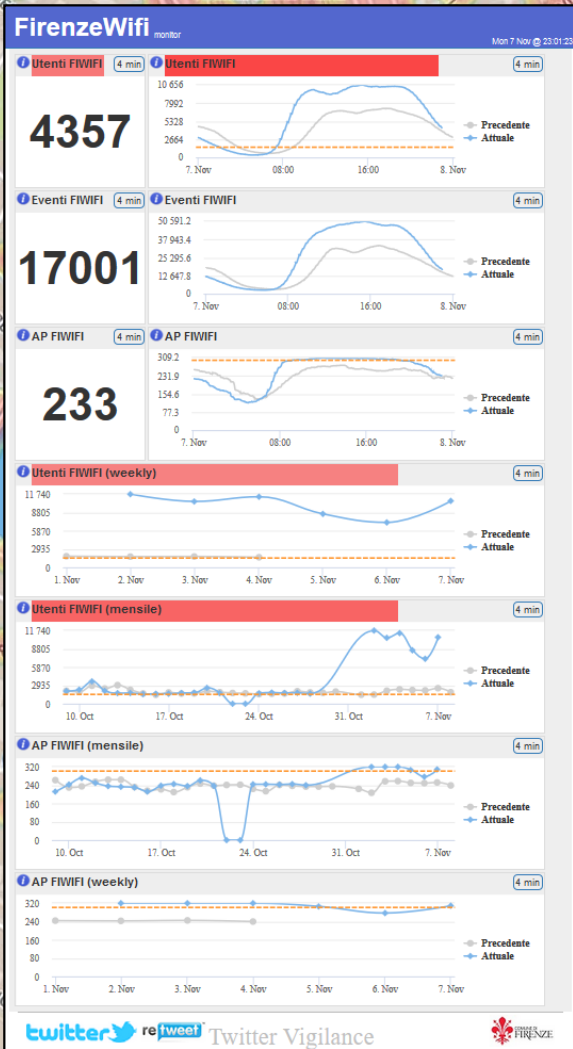 FirenzeWifi monitor
Mon 7 Nov @ 23:01:23
Utenti FIWIFI 4 min
4357
Utenti FIWIFI 4 min
10 656
7992
5328
2664
0
7. Nov 08:00 16:00 8. Nov
Precedente
Attuale
Eventi FIWIFI 4 min
17001
Eventi FIWIFI 4 min
50 591.2
37 943.4
25 295.6
12 647.8
0
7. Nov 08:00 16:00 8. Nov
Precedente
Attuale
AP FIWIFI 4 min
233
AP FIWIFI 4 min
309.2
231.9
154.6
77.3
0
7. Nov 08:00 16:00 8. Nov
Precedente
Attuale
Utenti FIWIFI (weekly) 4 min
11 740
8805
5870
2935
0
1. Nov 2. Nov 3. Nov 4. Nov 5. Nov 6. Nov 7. Nov
Precedente
Attuale
Utenti FIWIFI (mensile) 4 min
11 740
8805
5870
2935
0
10. Oct 17. Oct 24. Oct 31. Oct 7. Nov
Precedente
Attuale
AP FIWIFI (mensile) 4 min
320
240
160
80
0
10. Oct 17. Oct 24. Oct 31. Oct 7. Nov
Precedente
Attuale
AP FIWIFI (weekly) 4 min
320
240
160
80
0
1. Nov 2. Nov 3. Nov 4. Nov 5. Nov 6. Nov 7. Nov
Precedente
Attuale
twitter retweet Twitter Vigilance
COMUNE DI
FIRENZE